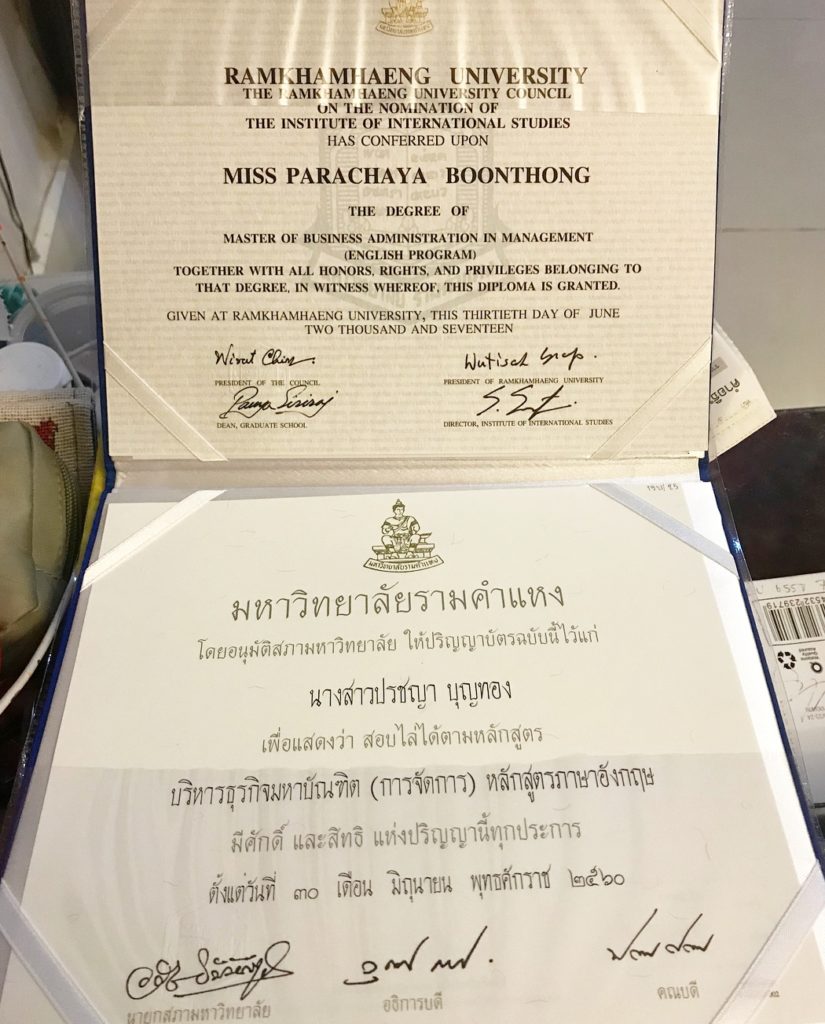 RAMKHAMHAENG UNIVERSITY
THE RAMKHAMHAENG UNIVERSITY COUNCIL
ON THE NOMINATION OF
THE INSTITUTE OF INTERNATIONAL STUDIES
HAS CONFERRED UPON
MISS PARACHAYA BOONTHONG
THE DEGREE OF
MASTER OF BUSINESS ADMINISTRATION IN MANAGEMENT
(ENGLISH PROGRAM)
TOGETHER WITH ALL HONORS, RIGHTS, AND PRIVILEGES BELONGING TO
THAT DEGREE, IN WITNESS WHEREOF, THIS DIPLOMA IS GRANTED.
GIVEN AT RAMKHAMHAENG UNIVERSITY, THIS THIRTIETH DAY OF JUNE
TWO THOUSAND AND SEVENTEEN
PRESIDENT OF THE COUNCIL
PRESIDENT OF RAMKHAMHAENG UNIVERSITY
DEAN, GRADUATE SCHOOL
DIRECTOR, INSTITUTE OF INTERNATIONAL STUDIES
มหาวิทยาลัยรามคำแหง
มหาวิทยาลัยรามคำแหง
โดยอนุมัติสภามหาวิทยาลัย ให้ปริญญาบัตรฉบับนี้ไว้แก่
นางสาวปรชญา บุญทอง
เพื่อแสดงว่า สอบไล่ได้ตามหลักสูตร
บริหารธุรกิจมหาบัณฑิต (การจัดการ) หลักสูตรภาษาอังกฤษ
มีศักดิ์ และสิทธิ แห่งปริญญานี้ทุกประการ
ตั้งแต่วันที่ ๓๐ เดือน มิถุนายน พุทธศักราช ๒๕๖๐
นายกสภามหาวิทยาลัย
อธิการบดี
คณบดี